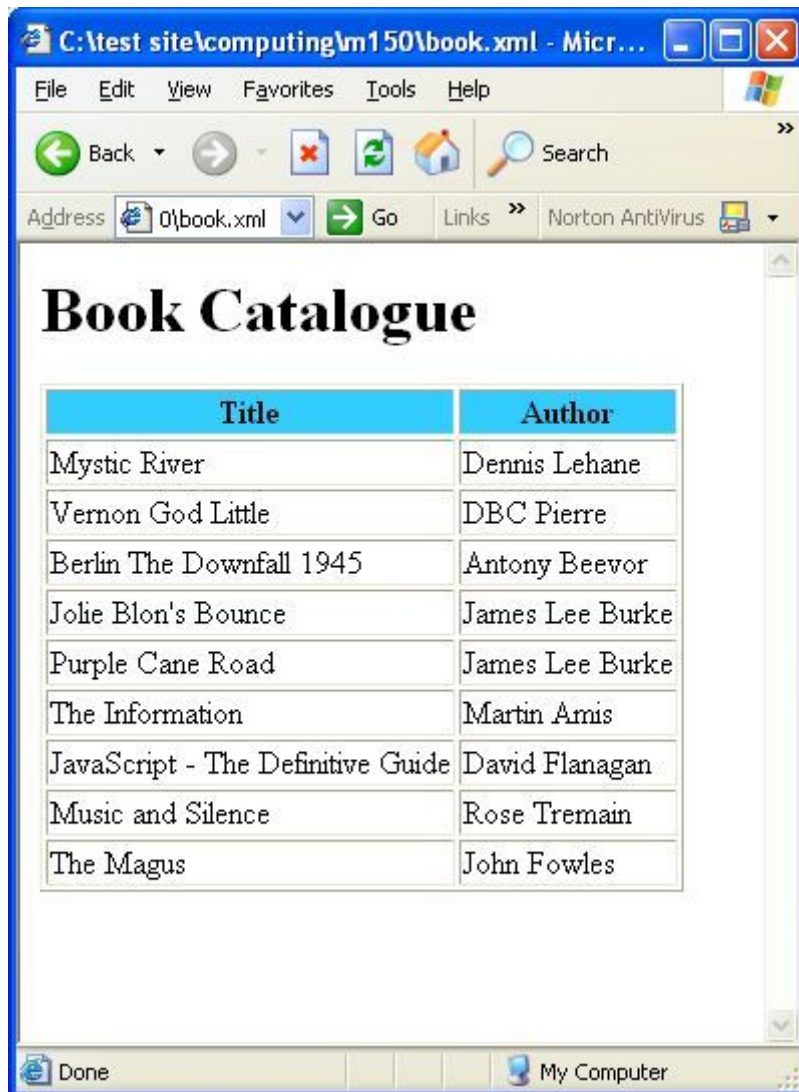 C:\test site\computing\m150\book.xml - Micr...
File Edit View Favorites Tools Help
Back Search »
Address 0\book.xml Go Links » Norton AntiVirus
Book Catalogue
Title Author
Mystic River Dennis Lehane
Vernon God Little DBC Pierre
Berlin The Downfall 1945 Antony Beevor
Jolie Blon's Bounce James Lee Burke
Purple Cane Road James Lee Burke
The Information Martin Amis
JavaScript - The Definitive Guide David Flanagan
Music and Silence Rose Tremain
The Magus John Fowles
Done My Computer